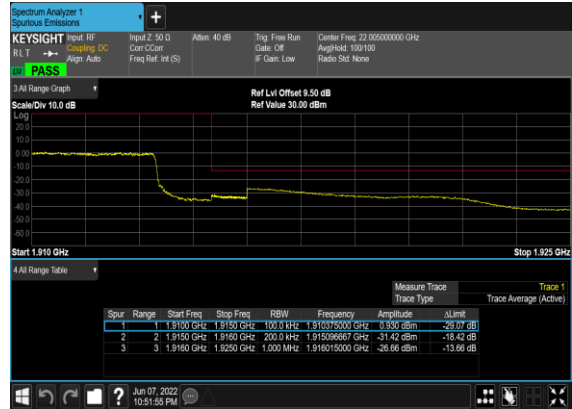 Spectrum Analyzer 1
Spurious Emissions
+
KEYSIGHT Input: RF Input Z: 50 Ω Atten: 40 dB Trig: Free Run Center Freq: 22.005000000 GHz
RLT Coupling: DC Corr CCorr Gate: Off Avg|Hold: 100/100
Align: Auto Freq Ref: Int (S) IF Gain: Low Radio Std: None
PASS
3 All Range Graph
Ref Lvl Offset 9.50 dB
Scale/Div 10.0 dB Ref Value 30.00 dBm
Log
20.0
10.0
0.00
-10.0
-20.0
-30.0
-40.0
-50.0
-60.0
Start 1.910 GHz Stop 1.925 GHz
4 All Range Table
Measure Trace Trace 1
Trace Type Trace Average (Active)
Spur Range Start Freq Stop Freq RBW Frequency Amplitude ΔLimit
1 1 1.9100 GHz 1.9150 GHz 100.0 kHz 1.910375000 GHz 0.930 dBm -29.07 dB
2 2 1.9150 GHz 1.9160 GHz 200.0 kHz 1.915096667 GHz -31.42 dBm -18.42 dB
3 3 1.9160 GHz 1.9250 GHz 1.000 MHz 1.916015000 GHz -26.66 dBm -13.66 dB
? Jun 07, 2022
10:51:55 PM